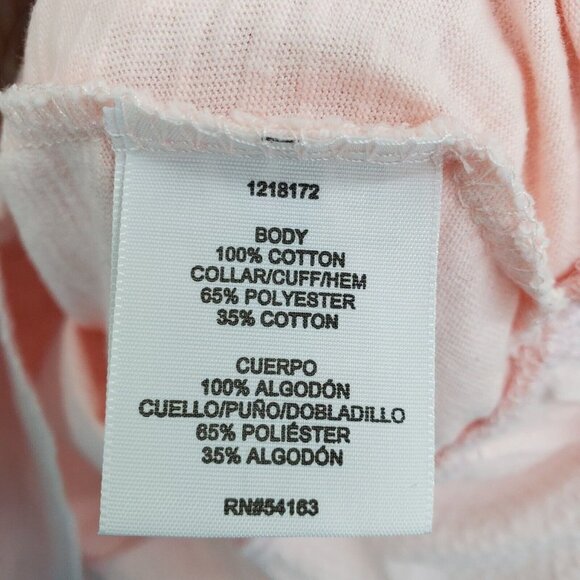 1218172
BODY
100% COTTON
COLLAR/CUFF/HEM
65% POLYESTER
35% COTTON
CUERPO
100% ALGODÓN
CUELLO/PUÑO/DOBLADILLO
65% POLIÉSTER
35% ALGODÓN
RN#54163